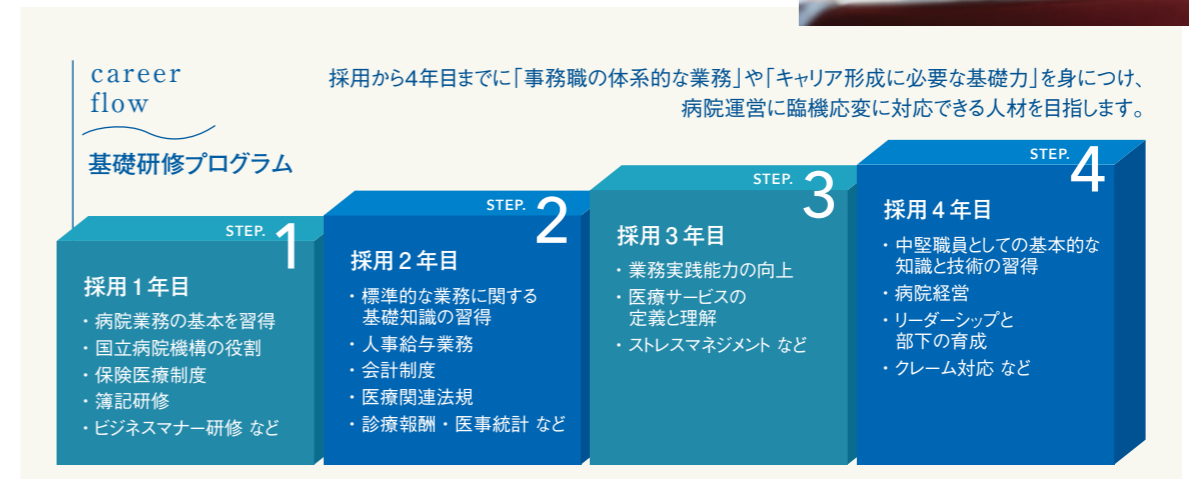 career
flow
基礎研修プログラム
採用から4年目までに「事務職の体系的な業務」や「キャリア形成に必要な基礎力」を身につけ、
病院運営に臨機応変に対応できる人材を目指します。
STEP. 1
採用1年目
・病院業務の基本を習得
・国立病院機構の役割
・保険医療制度
・簿記研修
・ビジネスマナー研修 など
STEP. 2
採用2年目
・標準的な業務に関する
基礎知識の習得
・人事給与業務
・会計制度
・医療関連法規
・診療報酬・医事統計 など
STEP. 3
採用3年目
・業務実践能力の向上
・医療サービスの
定義と理解
・ストレスマネジメント など
STEP. 4
採用4年目
・中堅職員としての基本的な
知識と技術の習得
・病院経営
・リーダーシップと
部下の育成
・クレーム対応 など